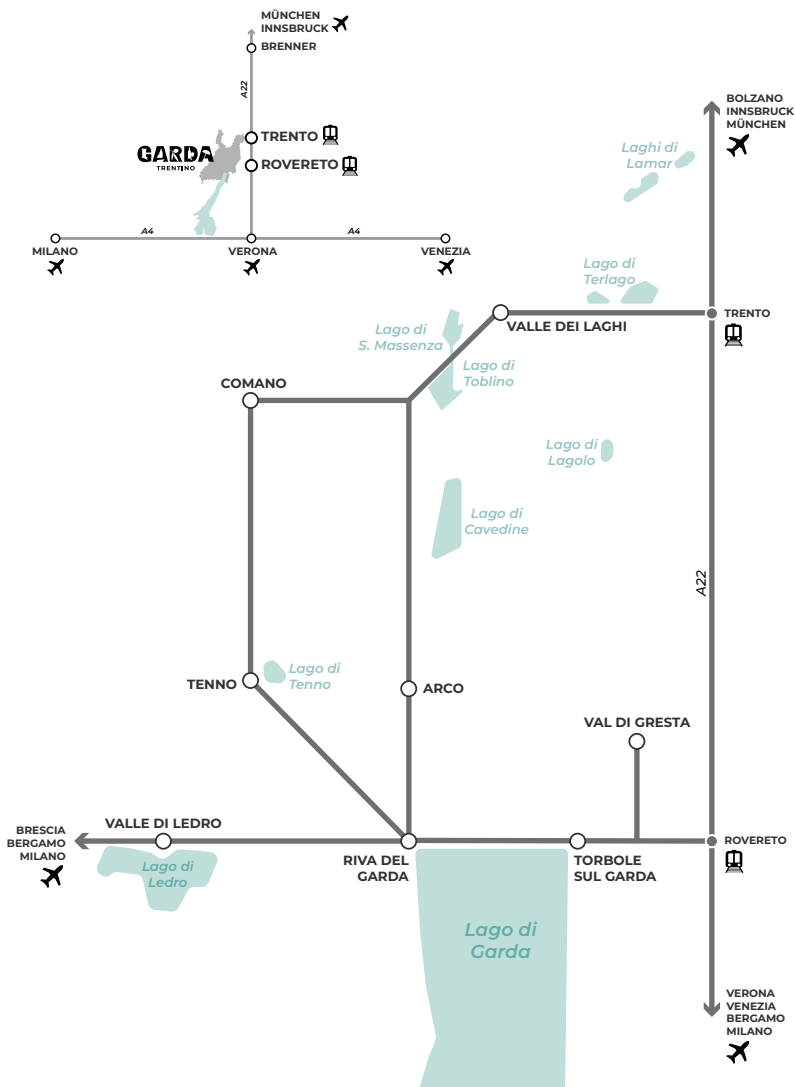 MÜNCHEN
INNSBRUCK
BRENNER
A22
TRENTO
GARDA
TRENTINO
ROVERETO
A4
A4
MILANO
VERONA
VENEZIA
BOLZANO
INNSBRUCK
MÜNCHEN
Laghi di
Lamar
Lago di
Terlago
TRENTO
VALLE DEI LAGHI
Lago di
S. Massenza
Lago di
Toblino
COMANO
Lago di
Lagolo
Lago di
Cavedine
A22
TENNO
Lago di
Tenno
ARCO
VAL DI GRESTA
BRESCIA
BERGAMO
MILANO
VALLE DI LEDRO
Lago di
Ledro
RIVA DEL
GARDA
TORBOLE
SUL GARDA
ROVERETO
Lago di
Garda
VERONA
VENEZIA
BERGAMO
MILANO